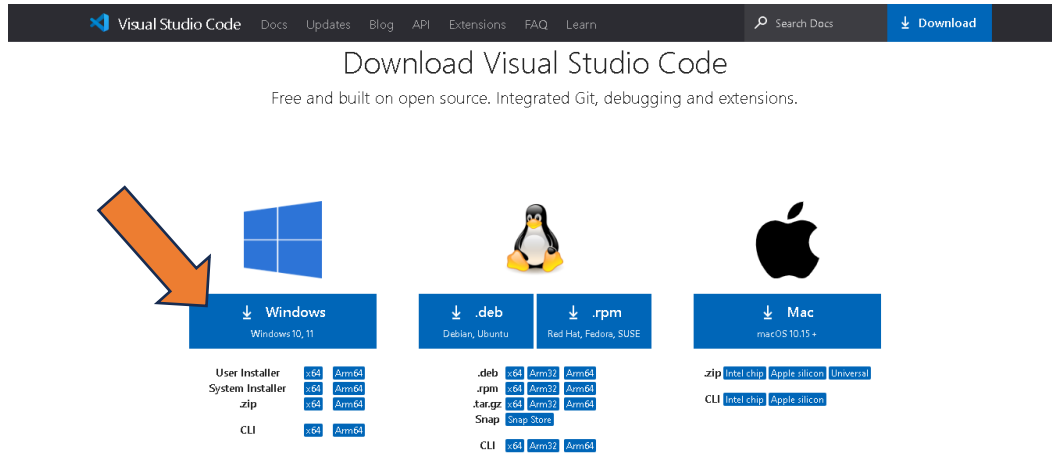 Visual Studio Code Docs Updates Blog API Extensions FAQ Learn Search Docs Download
Download Visual Studio Code
Free and built on open source. Integrated Git, debugging and extensions.
Windows
Windows 10, 11
User Installer x64 Arm64
System Installer x64 Arm64
.zip x64 Arm64
CLI x64 Arm64
.deb
Debian, Ubuntu
.rpm
Red Hat, Fedora, SUSE
.deb x64 Arm32 Arm64
.rpm x64 Arm32 Arm64
.tar.gz x64 Arm32 Arm64
Snap Snap Store
CLI x64 Arm32 Arm64
Mac
macOS 10.15+
.zip Intel chip Apple silicon Universal
CLI Intel chip Apple silicon